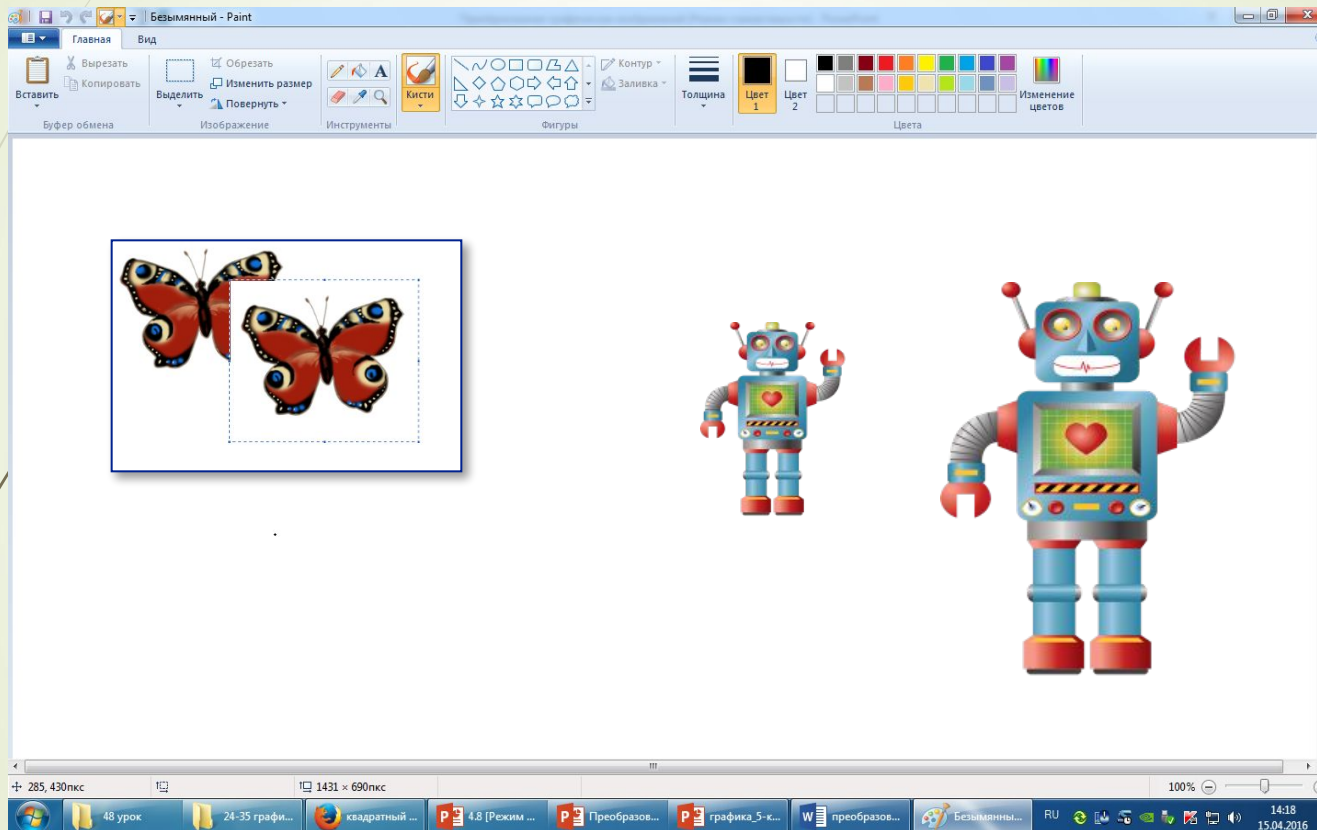 Безымянный - Paint
Главная Вид
Вставить
Вырезать
Копировать
Буфер обмена
Выделить
Обрезать
Изменить размер
Повернуть
Изображение
A
Инструменты
Кисти
Контур
Заливка
Фигуры
Толщина
Цвет 1
Цвет 2
Изменение цветов
Цвета
285, 430пкс
1431 × 690пкс
100%
48 урок
24-35 графи...
квадратный ...
4.8 [Режим ...
Преобразов...
графика_5-к...
преобразов...
Безымянны...
RU
14:18
15.04.2016